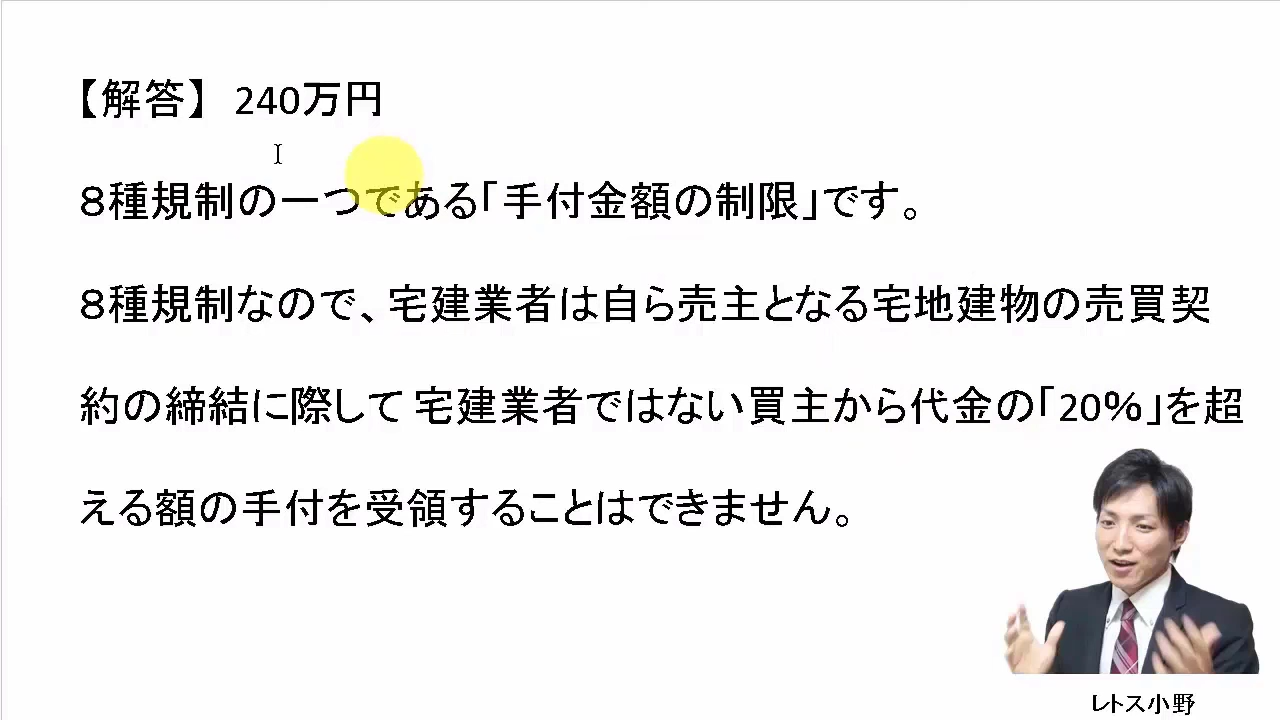 【解答】 240万円
８種規制の一つである「手付金額の制限」です。
８種規制なので、宅建業者は自ら売主となる宅地建物の売買契
約の締結に際して 宅建業者ではない買主から代金の「20％」を超
える額の手付を受領することはできません。
レトス小野